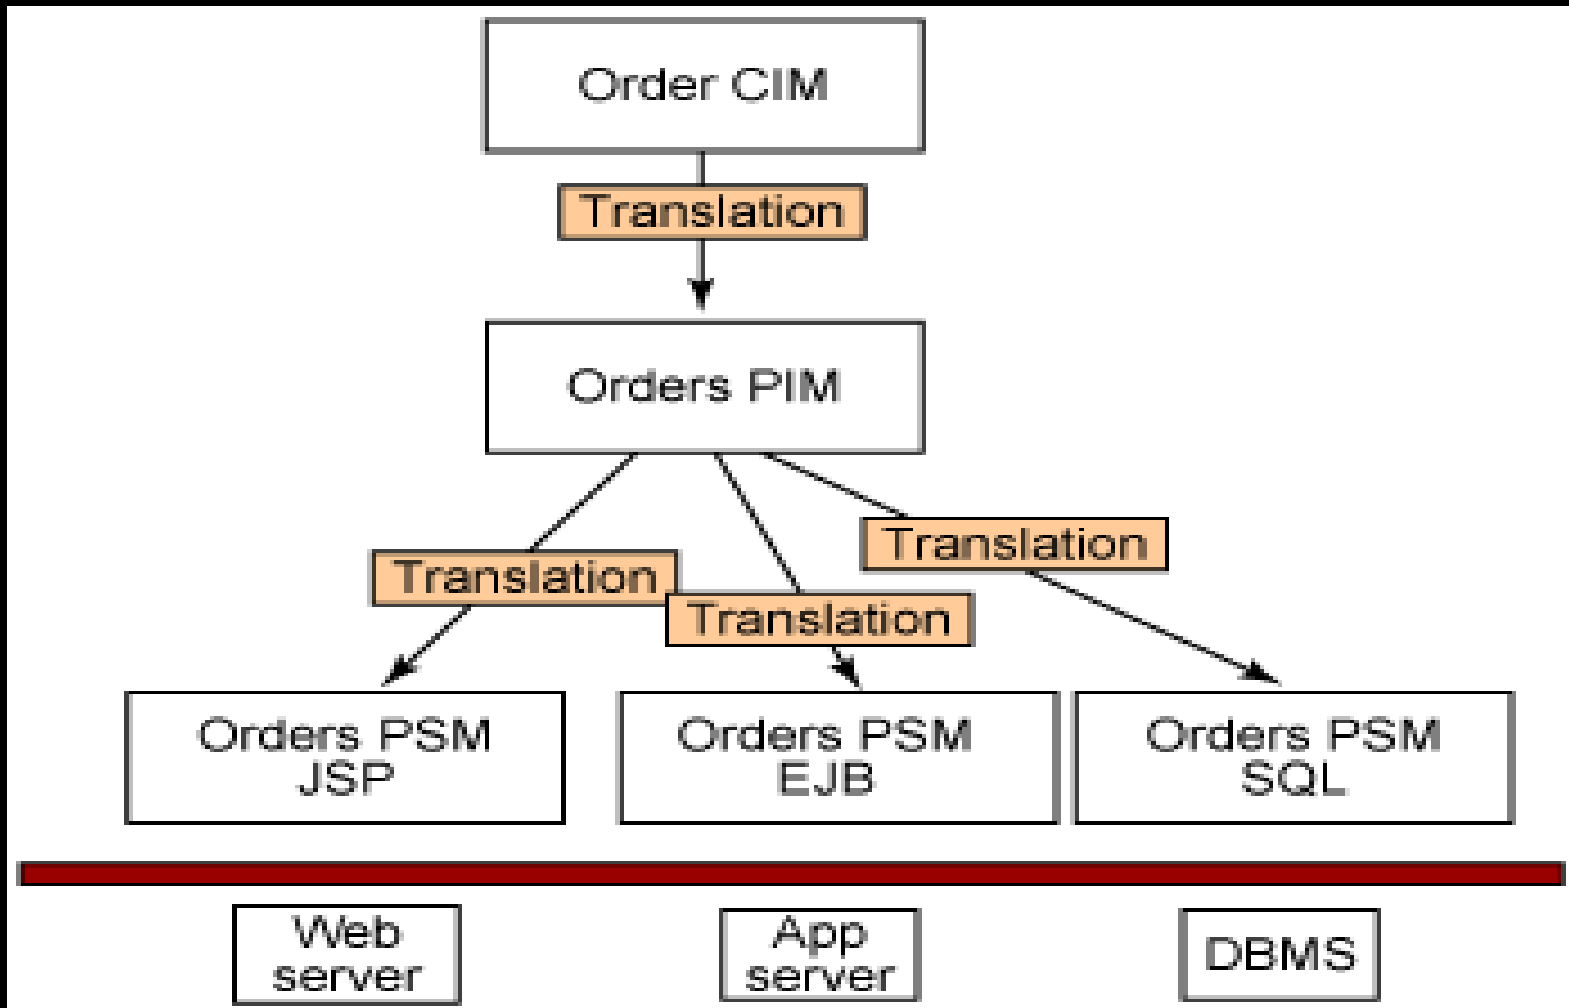 Order CIM
Translation
Orders PIM
Translation
Translation
Translation
Orders PSM
JSP
Orders PSM
EJB
Orders PSM
SQL
Web
server
App
server
DBMS